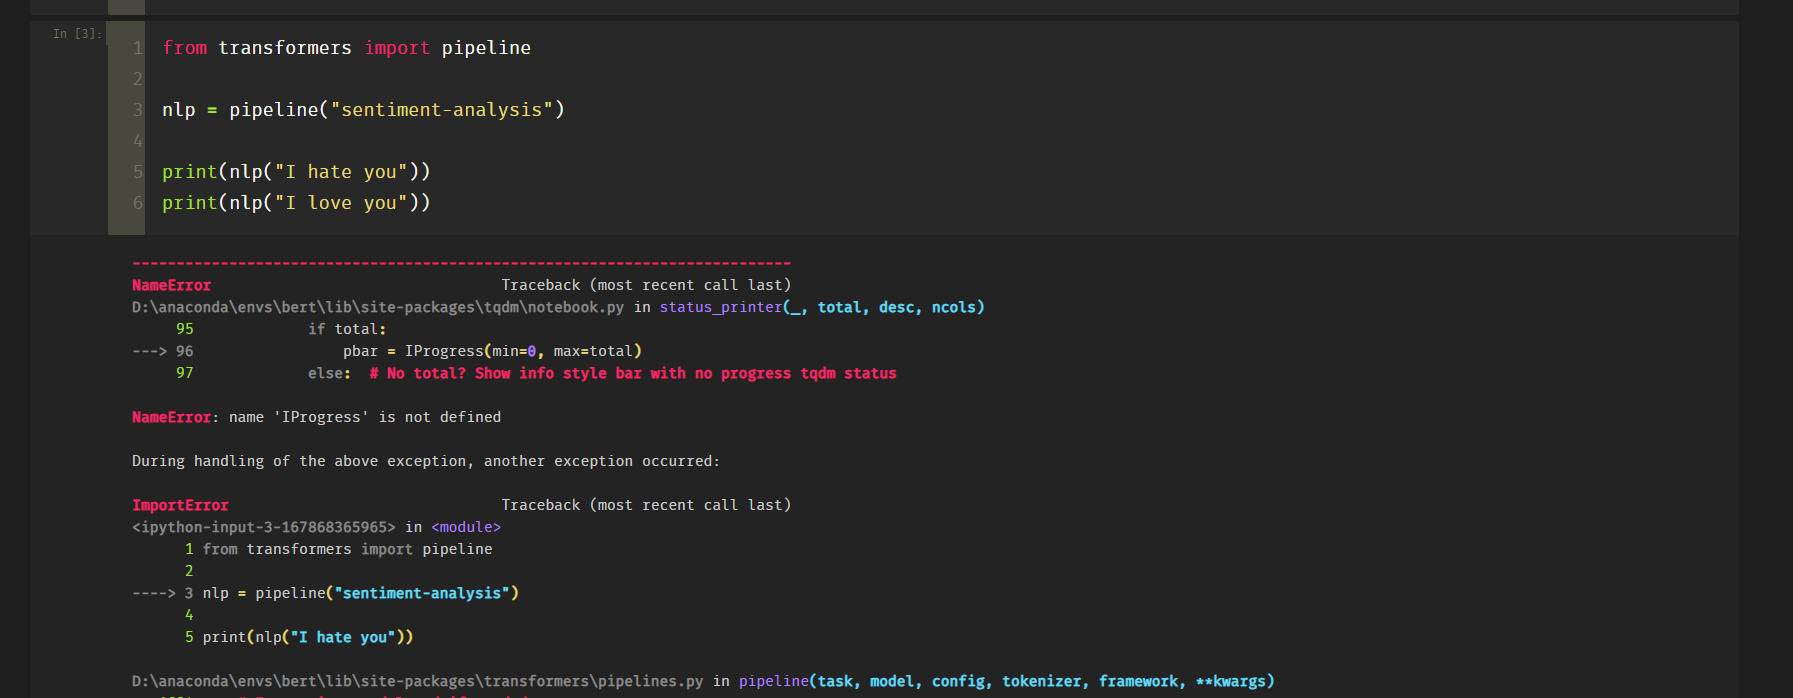 In [3]:
1 from transformers import pipeline
2
3 nlp = pipeline("sentiment-analysis")
4
5 print(nlp("I hate you"))
6 print(nlp("I love you"))
---------------------------------------------------------------------------
NameError                                 Traceback (most recent call last)
D:\anaconda\envs\bert\lib\site-packages\tqdm\notebook.py in status_printer(_, total, desc, ncols)
     95             if total:
---> 96                 pbar = IProgress(min=0, max=total)
     97             else:  # No total? Show info style bar with no progress tqdm status

NameError: name 'IProgress' is not defined

During handling of the above exception, another exception occurred:

ImportError                               Traceback (most recent call last)
<ipython-input-3-167868365965> in <module>
      1 from transformers import pipeline
      2
----> 3 nlp = pipeline("sentiment-analysis")
      4
      5 print(nlp("I hate you"))

D:\anaconda\envs\bert\lib\site-packages\transformers\pipelines.py in pipeline(task, model, config, tokenizer, framework, **kwargs)